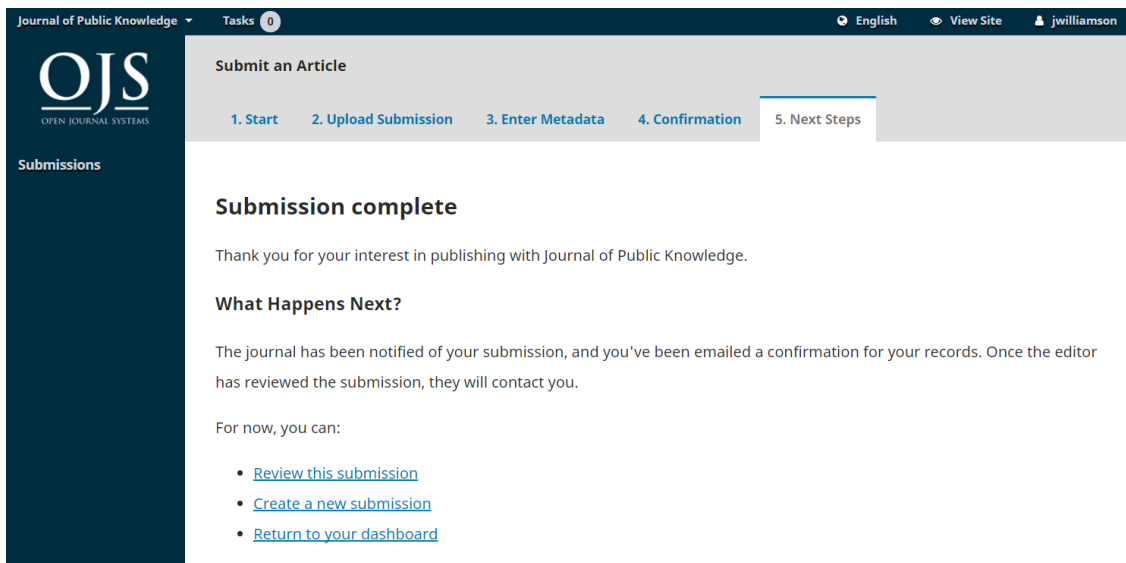 Journal of Public Knowledge Tasks 0 English View Site jwilliamson
OJS
OPEN JOURNAL SYSTEMS
Submissions
Submit an Article
1. Start 2. Upload Submission 3. Enter Metadata 4. Confirmation 5. Next Steps
Submission complete
Thank you for your interest in publishing with Journal of Public Knowledge.
What Happens Next?
The journal has been notified of your submission, and you've been emailed a confirmation for your records. Once the editor
has reviewed the submission, they will contact you.
For now, you can:
Review this submission
Create a new submission
Return to your dashboard